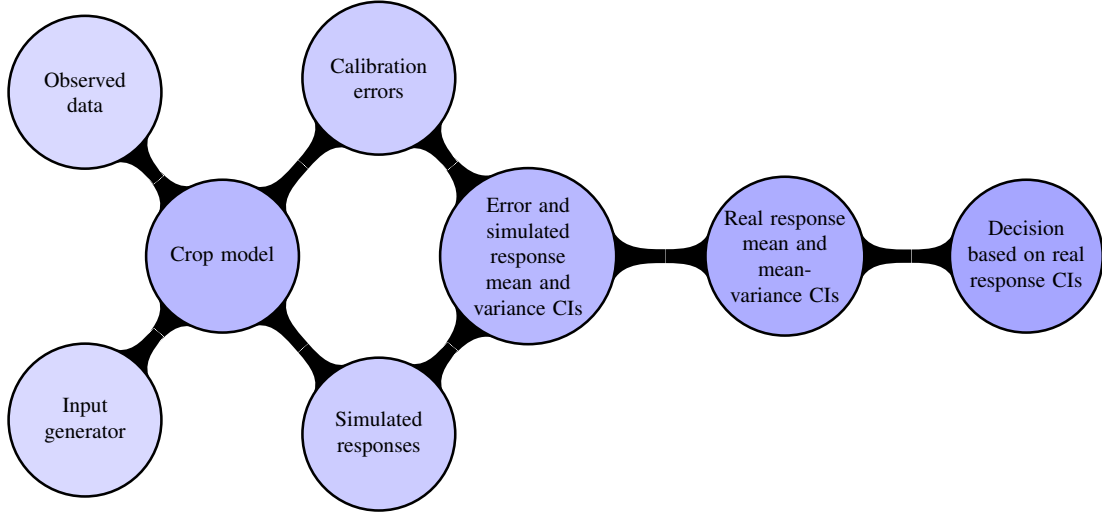 Observed
data
Calibration
errors
Crop model
Error and
simulated
response
mean and
variance CIs
Real response
mean and
mean-
variance CIs
Decision
based on real
response CIs
Input
generator
Simulated
responses